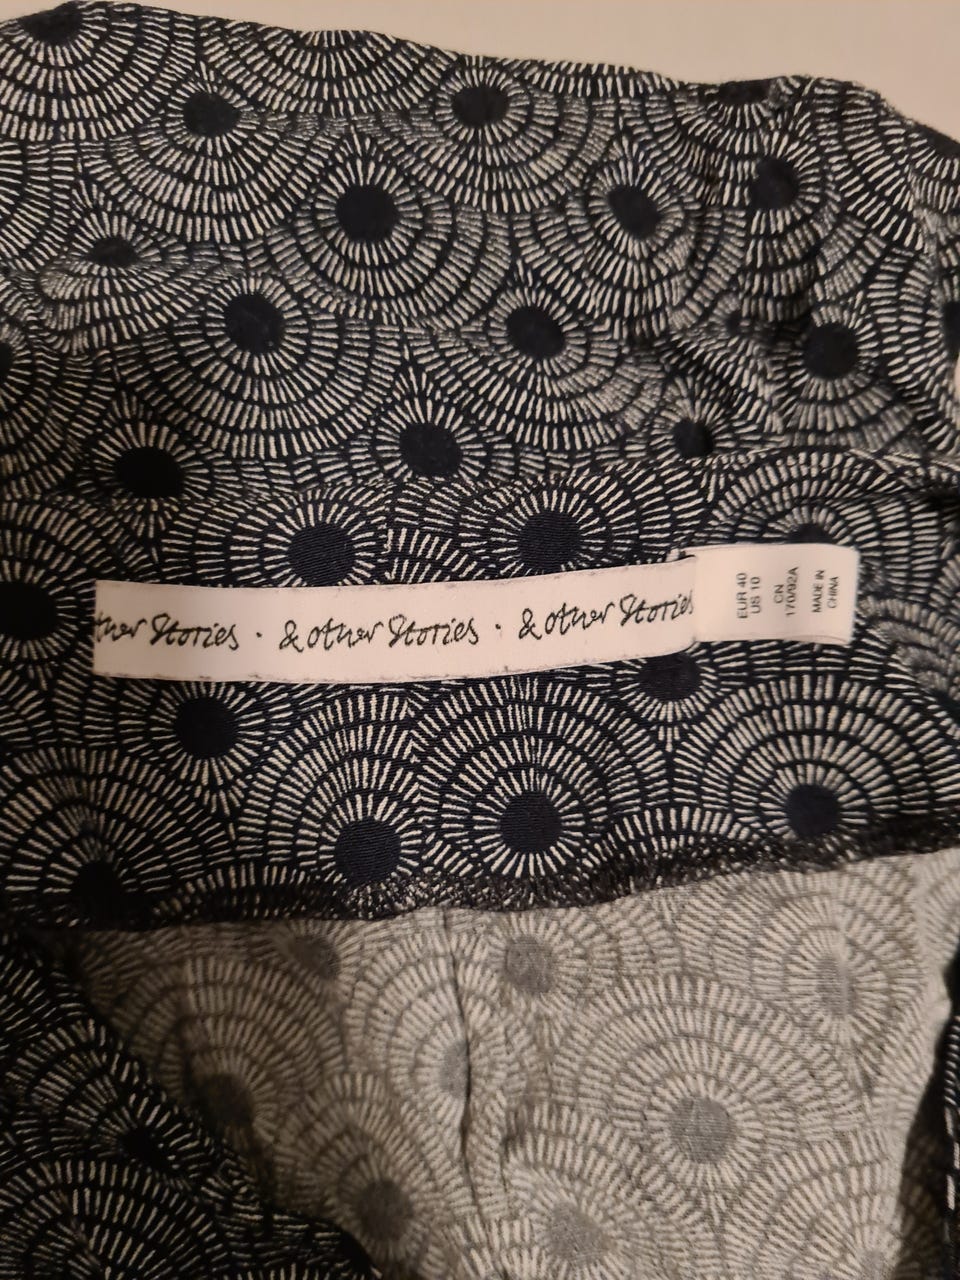 ther Stories · & other Stories · & other Stories
EUR 40
US 10
CN
170/92A
MADE IN
CHINA